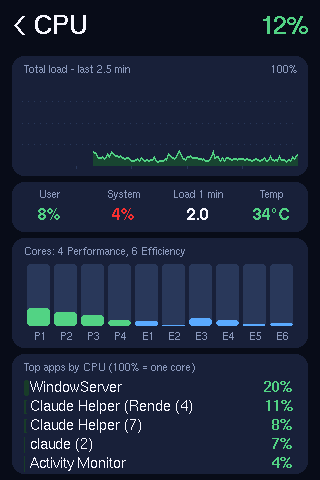 CPU 12%
Total load - last 2.5 min 100%
User System Load 1 min Temp
8% 4% 2.0 34°C
Cores: 4 Performance, 6 Efficiency
P1 P2 P3 P4 E1 E2 E3 E4 E5 E6
Top apps by CPU (100% = one core)
WindowServer 20%
Claude Helper (Rende (4) 11%
Claude Helper (7) 8%
claude (2) 7%
Activity Monitor 4%